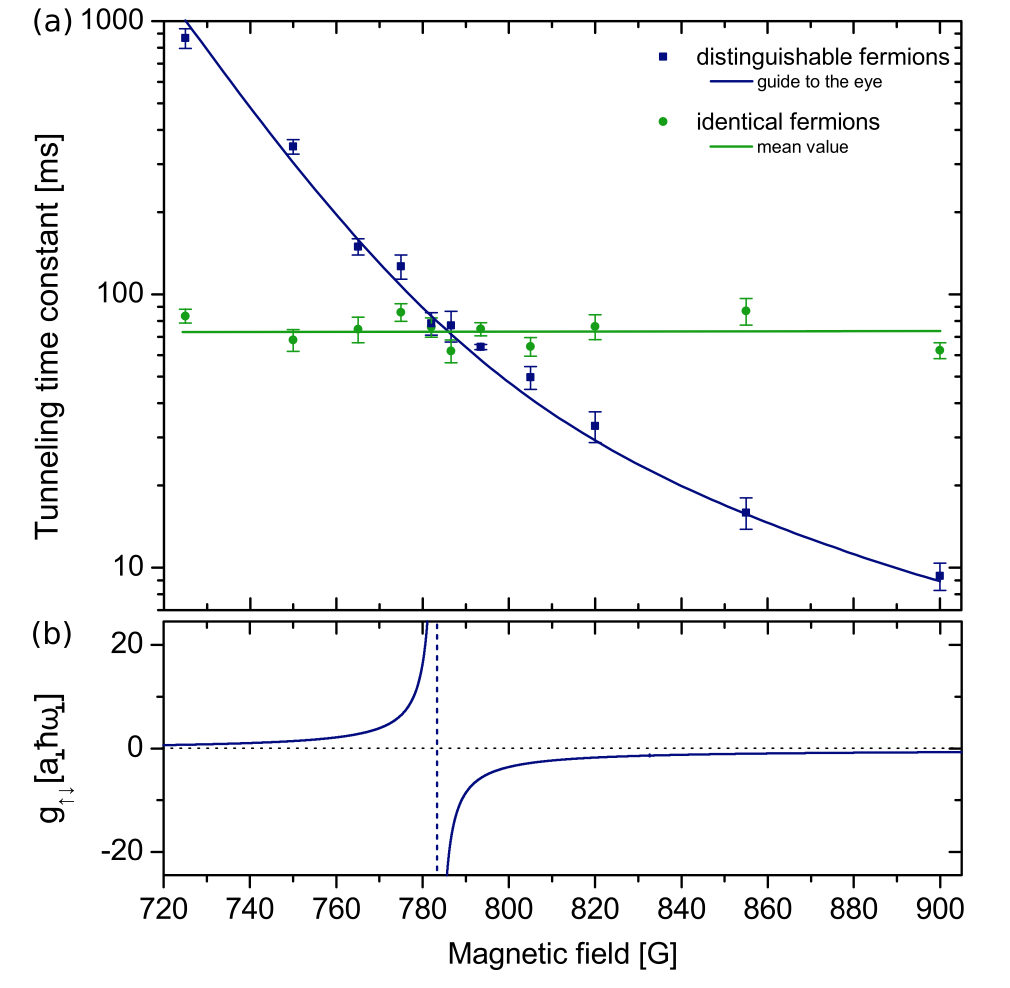 (a)
1000
100
10
Tunneling time constant [ms]
distinguishable fermions
guide to the eye
identical fermions
mean value
(b)
20
0
-20
g↑↓ [a⊥ħω⊥]
720 740 760 780 800 820 840 860 880 900
Magnetic field [G]